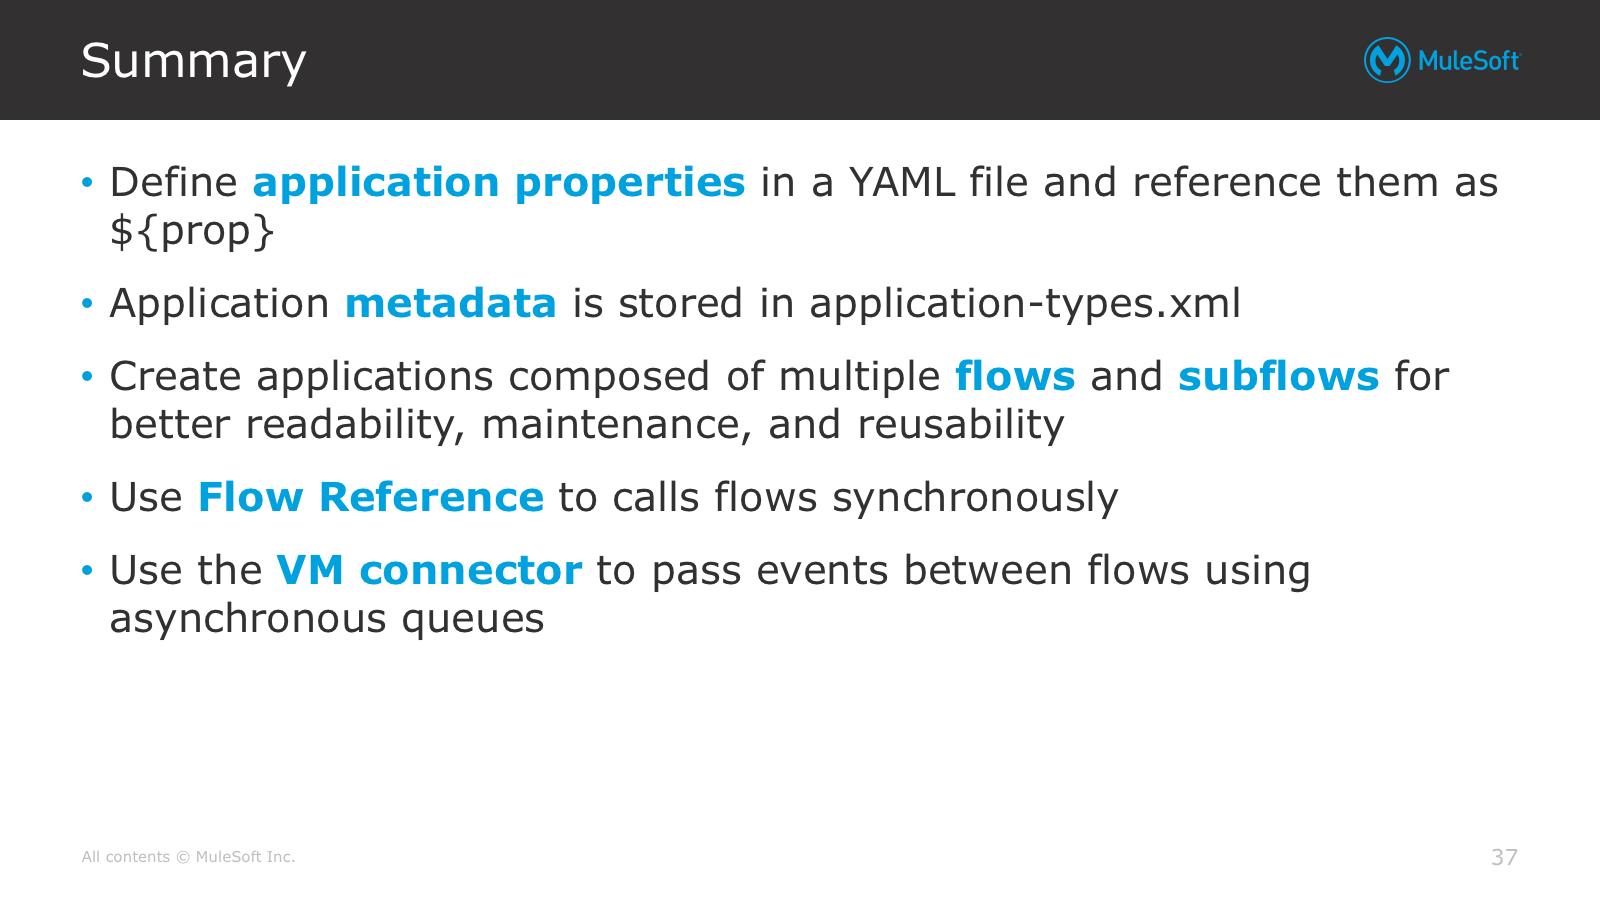 Summary
MuleSoft
• Define application properties in a YAML file and reference them as
${prop}
• Application metadata is stored in application-types.xml
• Create applications composed of multiple flows and subflows for
better readability, maintenance, and reusability
• Use Flow Reference to calls flows synchronously
• Use the VM connector to pass events between flows using
asynchronous queues
All contents © MuleSoft Inc.
37